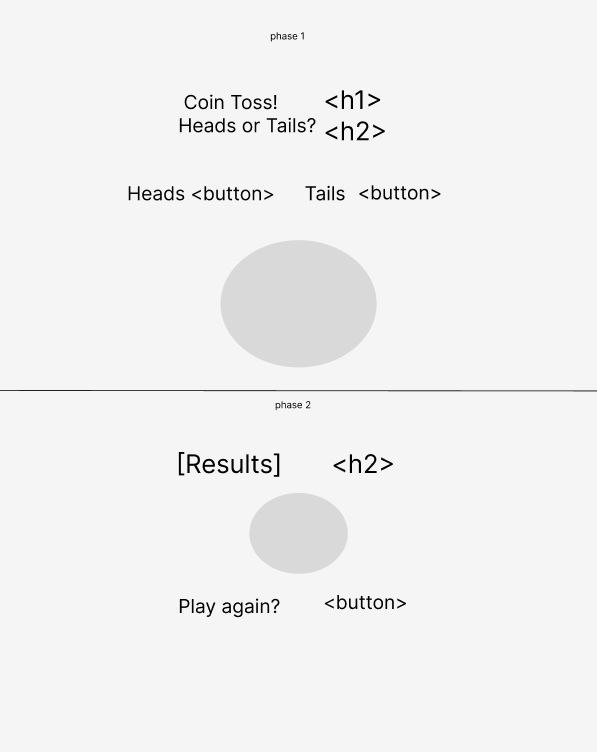 phase 1
Coin Toss! <h1>
Heads or Tails? <h2>
Heads <button> Tails <button>
phase 2
[Results] <h2>
Play again? <button>